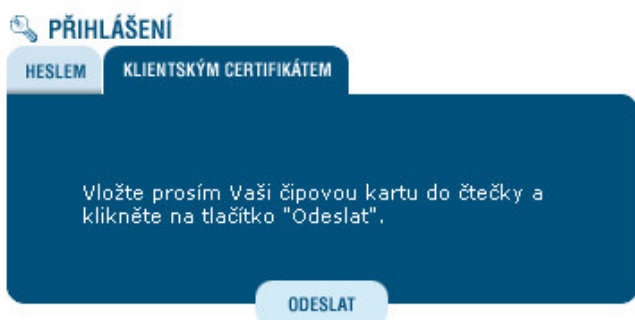 PŘIHLÁŠENÍ
HESLEM
KLIENTSKÝM CERTIFIKÁTEM
Vložte prosím Vaši čipovou kartu do čtečky a
klikněte na tlačítko "Odeslat".
ODESLAT